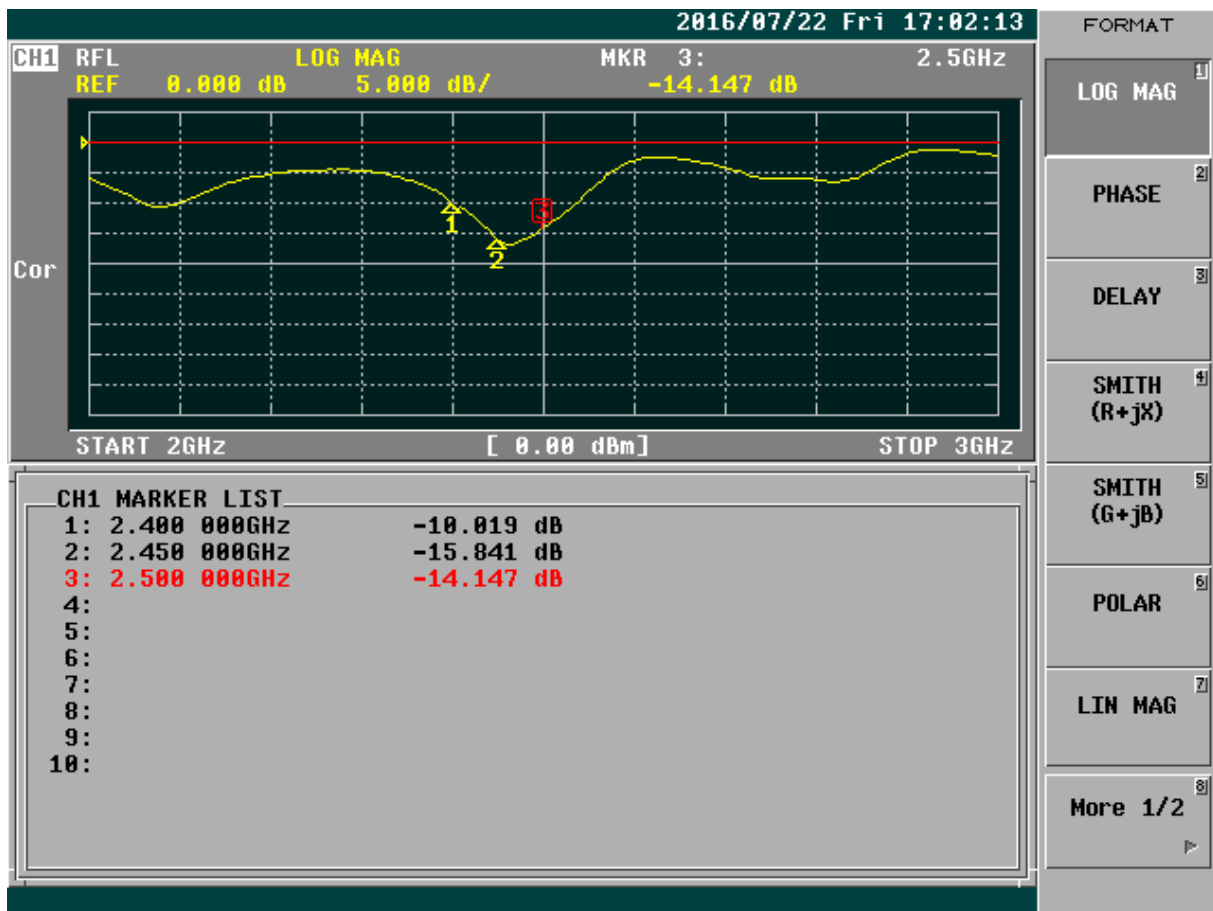 2016/07/22 Fri 17:02:13
CH1 RFL LOG MAG MKR 3: 2.5GHz
REF 0.000 dB 5.000 dB/ -14.147 dB
1
2
3
Cor
START 2GHz [ 0.00 dBm] STOP 3GHz
CH1 MARKER LIST
1: 2.400 000GHz -10.019 dB
2: 2.450 000GHz -15.841 dB
3: 2.500 000GHz -14.147 dB
4:
5:
6:
7:
8:
9:
10:
FORMAT
LOG MAG 1
PHASE 2
DELAY 3
SMITH 4
(R+jX)
SMITH 5
(G+jB)
POLAR 6
LIN MAG 7
More 1/2 8